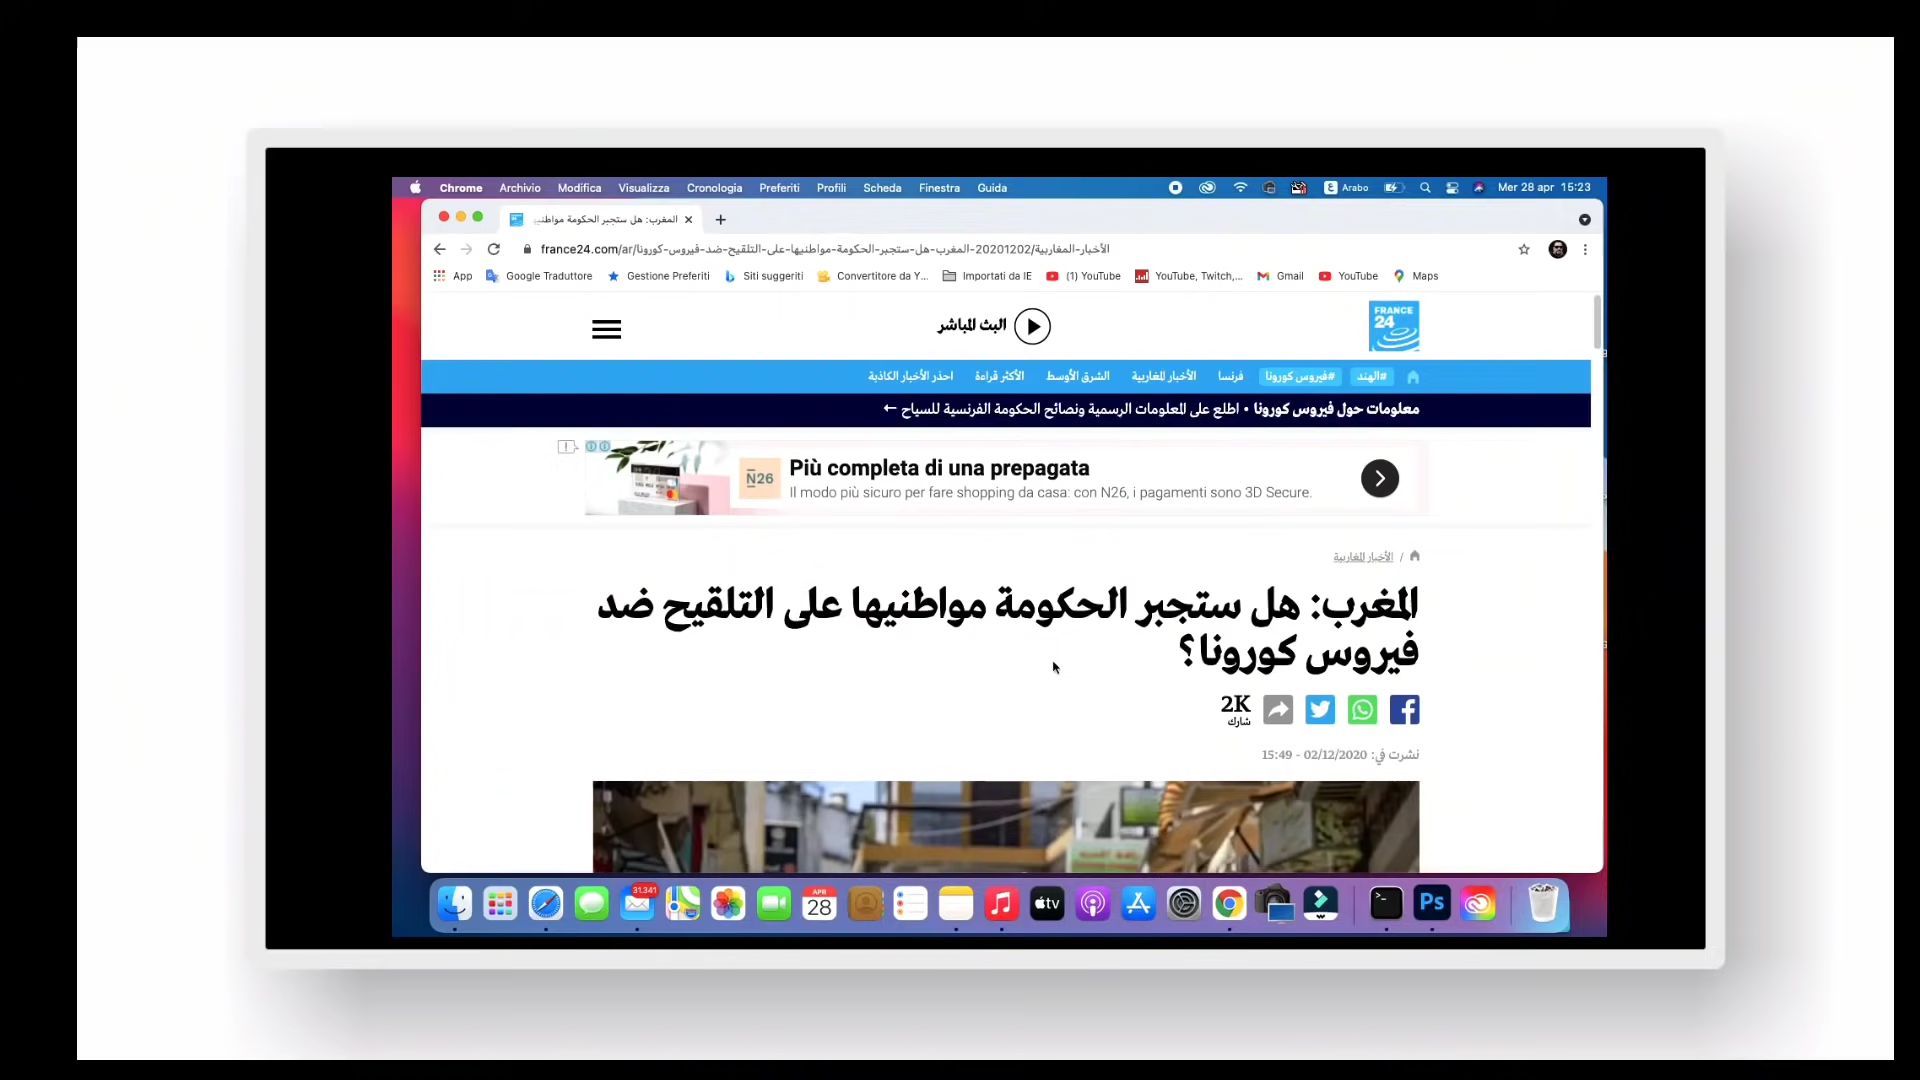 Chrome Archivio Modifica Visualizza Cronologia Preferiti Profili Scheda Finestra Guida
Arabo Mer 28 apr 15:23
المغرب: هل ستجبر الحكومة مواطنيها
france24.com/ar/الأخبار-المغاربية/20201202-المغرب-هل-ستجبر-الحكومة-مواطنيها-على-التلقيح-ضد-فيروس-كورونا
App Google Traduttore Gestione Preferiti Siti suggeriti Convertitore da Y... Importati da IE (1) YouTube YouTube, Twitch,... Gmail YouTube Maps
البث المباشر
FRANCE
24
#الهند #فيروس كورونا فرنسا الأخبار المغاربية الشرق الأوسط الأكثر قراءة احذر الأخبار الكاذبة
معلومات حول فيروس كورونا • اطلع على المعلومات الرسمية ونصائح الحكومة الفرنسية للسياح ←
N26
Più completa di una prepagata
Il modo più sicuro per fare shopping da casa: con N26, i pagamenti sono 3D Secure.
/ الأخبار المغاربية
المغرب: هل ستجبر الحكومة مواطنيها على التلقيح ضد
فيروس كورونا؟
2K
شارك
نشرت في: 02/12/2020 - 15:49
31.341
APR
28
tv
Ps